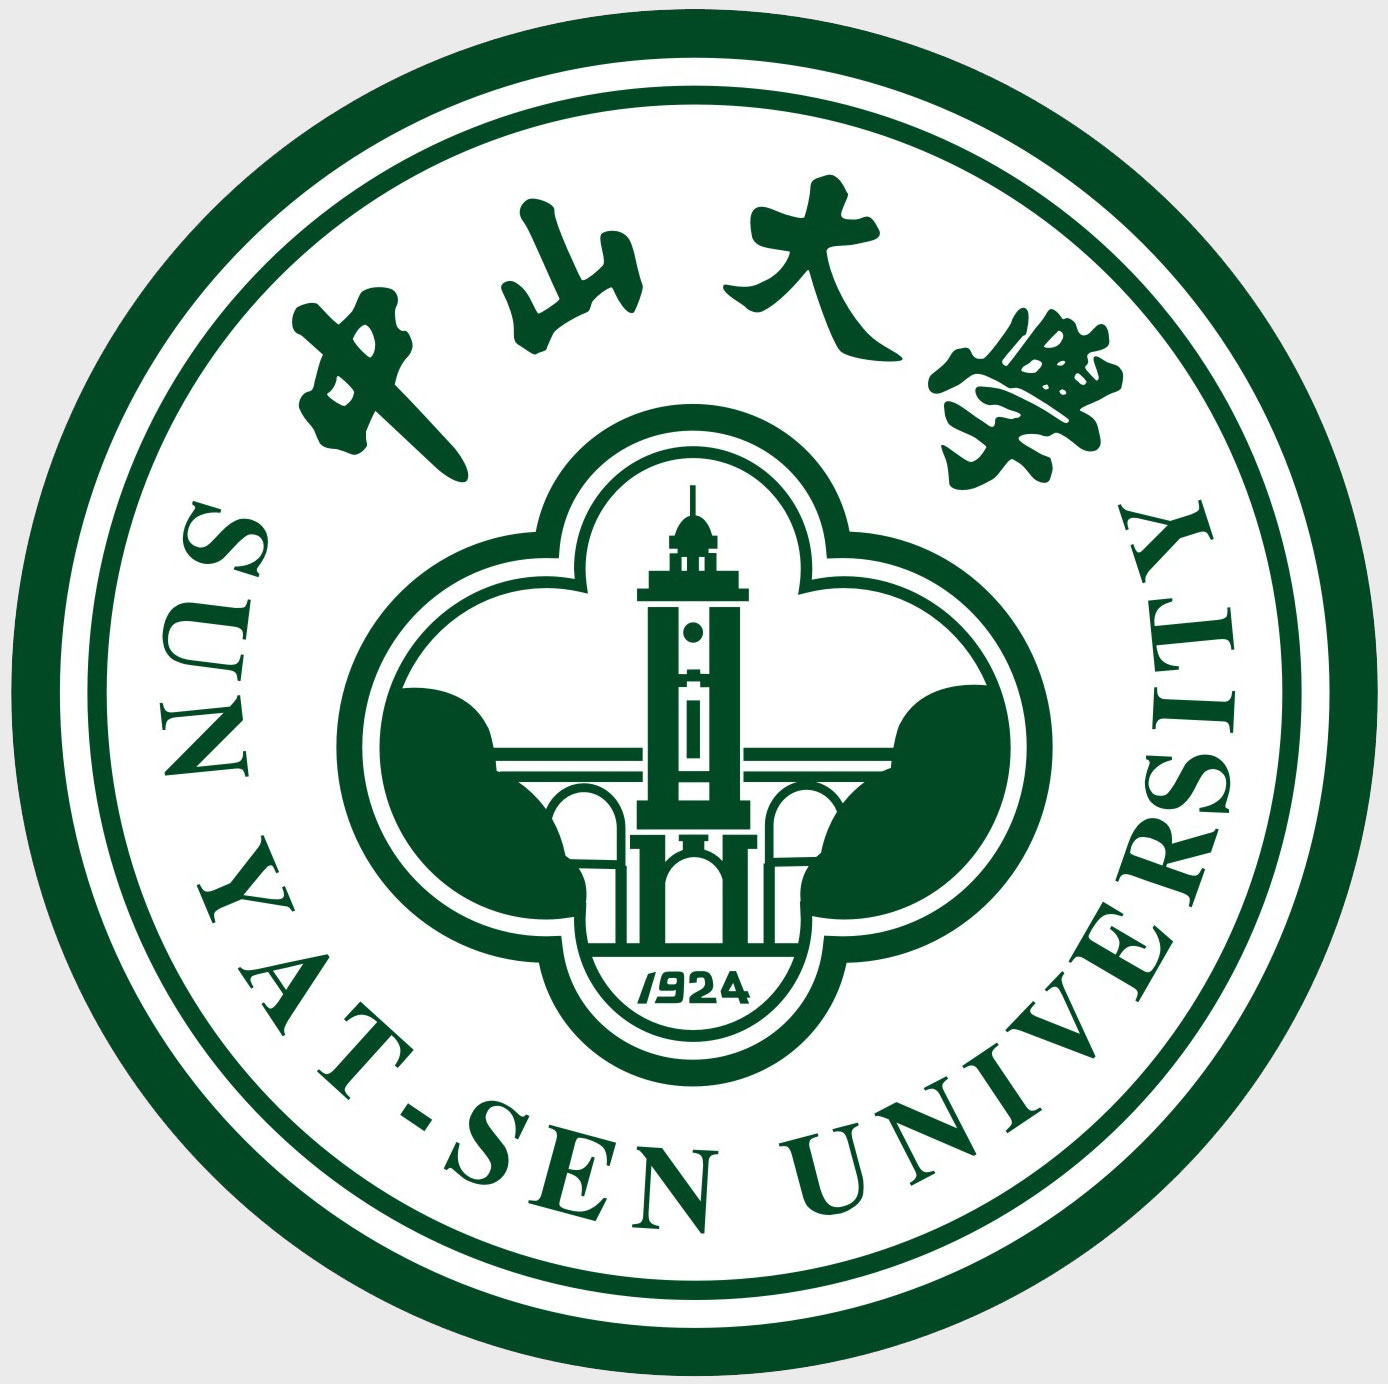 中山大學
SUN YAT-SEN UNIVERSITY
1924